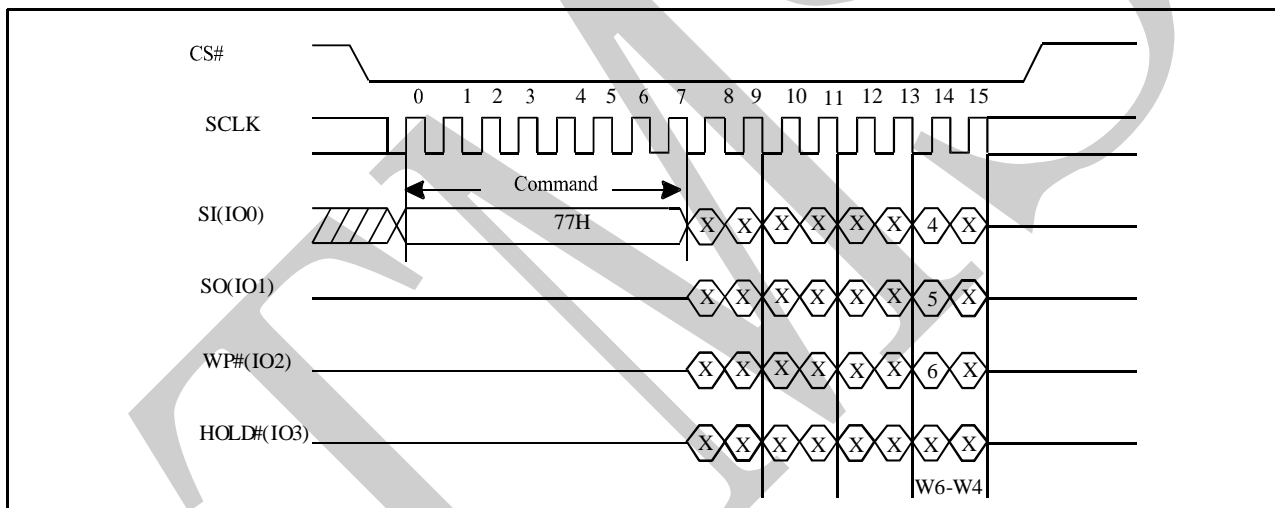 CS#
0 1 2 3 4 5 6 7 8 9 10 11 12 13 14 15
SCLK
Command
SI(IO0) 77H X X X X X X 4 X
SO(IO1) X X X X X X 5 X
WP#(IO2) X X X X X X 6 X
HOLD#(IO3) X X X X X X X X
W6-W4